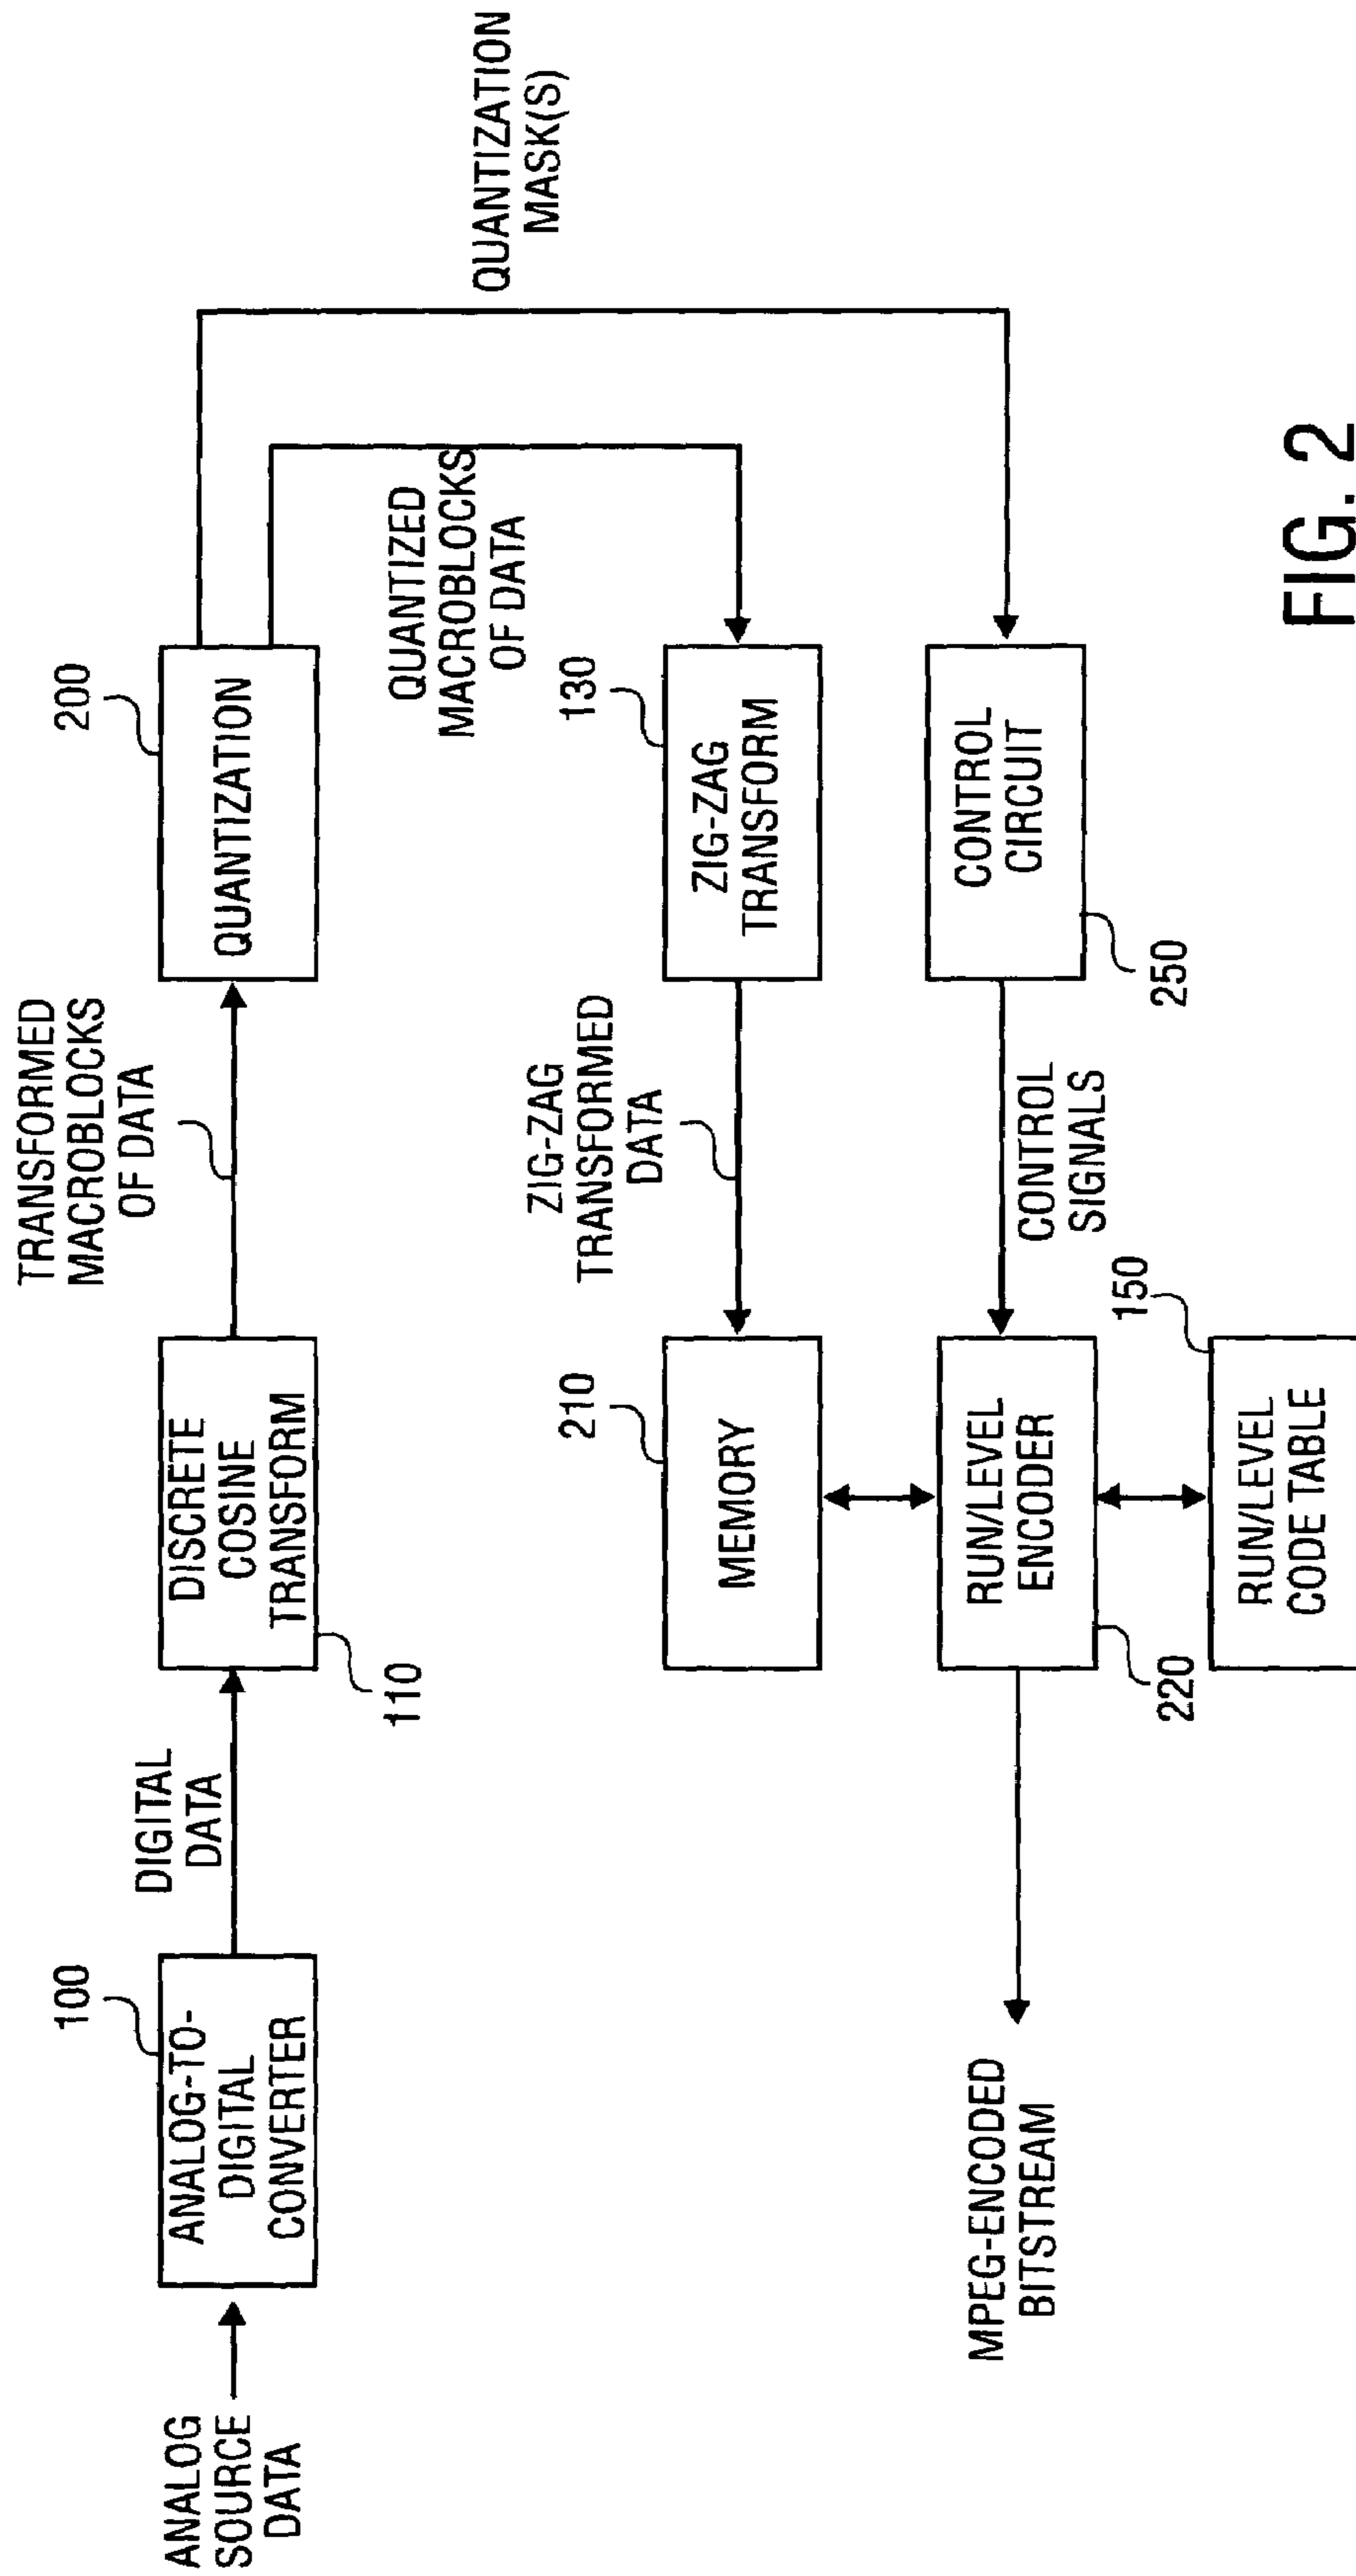 ANALOG
SOURCE
DATA
100
ANALOG-TO-
DIGITAL
CONVERTER
DIGITAL
DATA
110
DISCRETE
COSINE
TRANSFORM
TRANSFORMED
MACROBLOCKS
OF DATA
200
QUANTIZATION
QUANTIZATION
MASK(S)
QUANTIZED
MACROBLOCKS
OF DATA
130
ZIG-ZAG
TRANSFORM
ZIG-ZAG
TRANSFORMED
DATA
210
MEMORY
CONTROL
CIRCUIT
250
CONTROL
SIGNALS
RUN/LEVEL
ENCODER
220
150
RUN/LEVEL
CODE TABLE
MPEG-ENCODED
BITSTREAM
FIG. 2